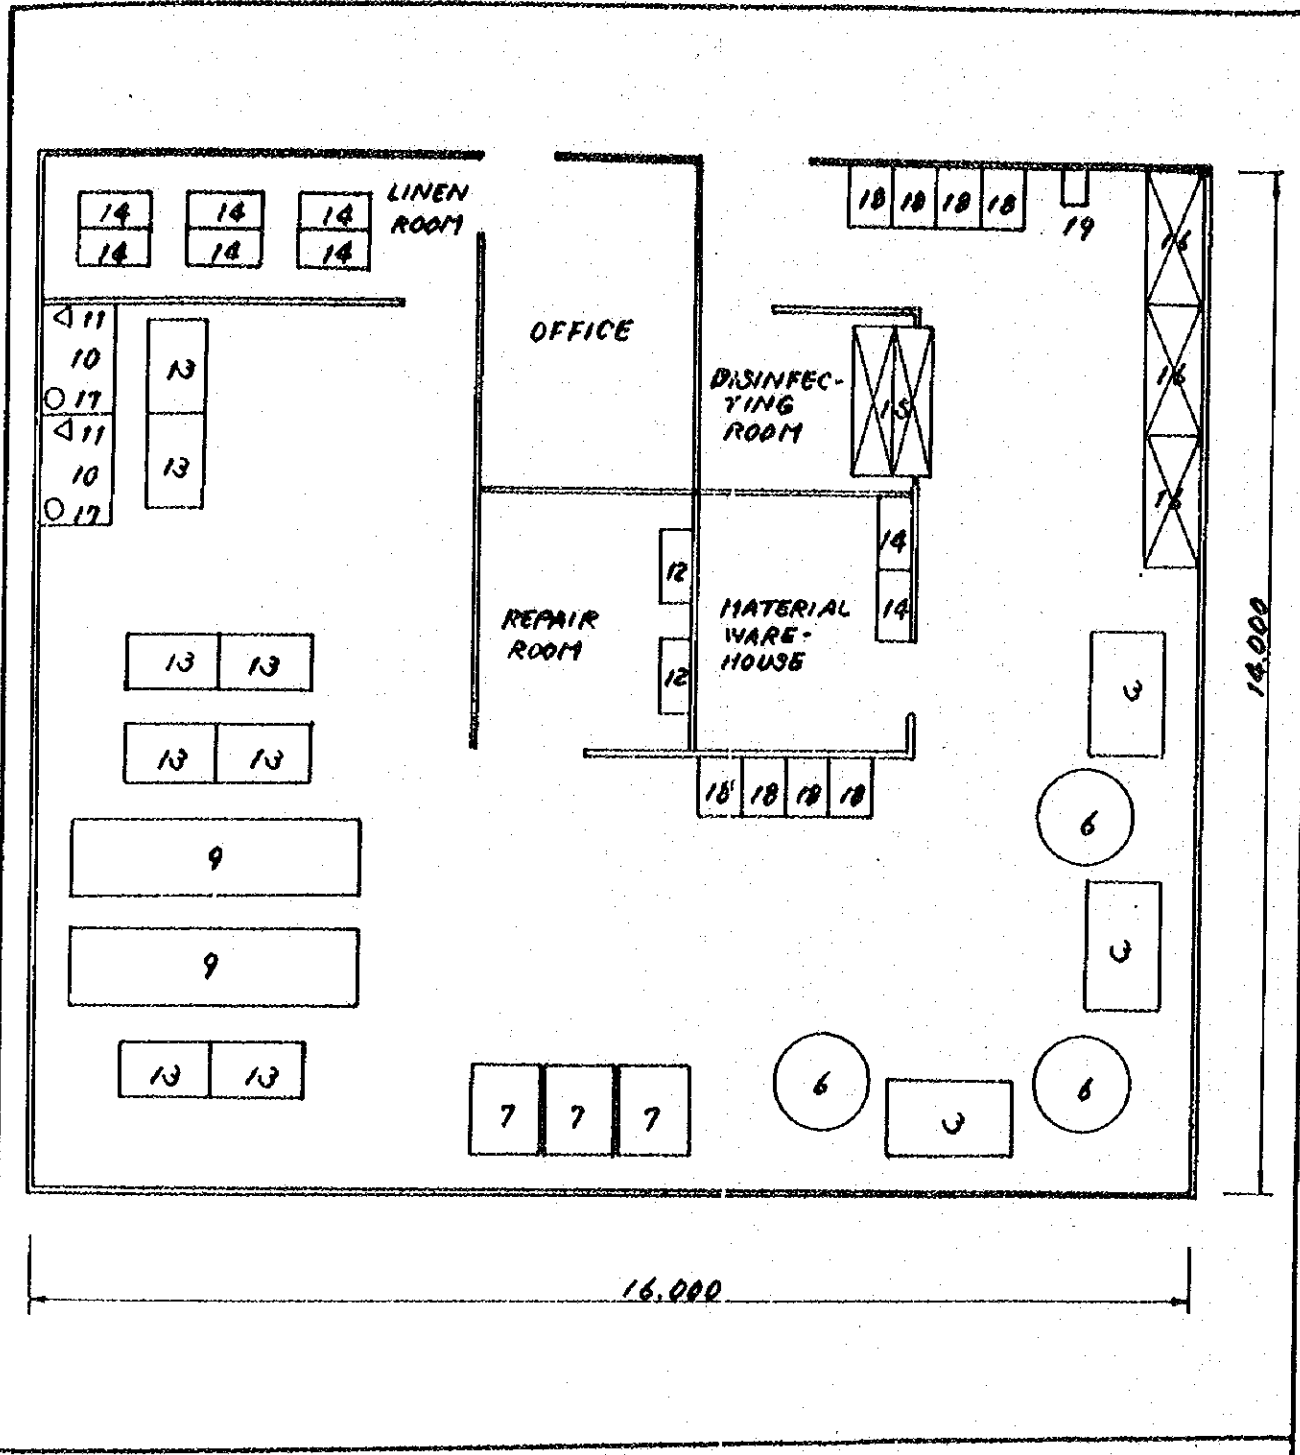 LINEN
ROOM
14 14 14
14 14 14
18 18 18 18
19
16
11
10
17
11
10
17
13
13
OFFICE
DISINFEC-
TING
ROOM
15
16
16
14
14
12
12
REPAIR
ROOM
MATERIAL
WARE-
HOUSE
14.000
13 13
13 13
3
18 18 18 18
6
9
9
3
13 13
7 7 7
6
3
6
16.000